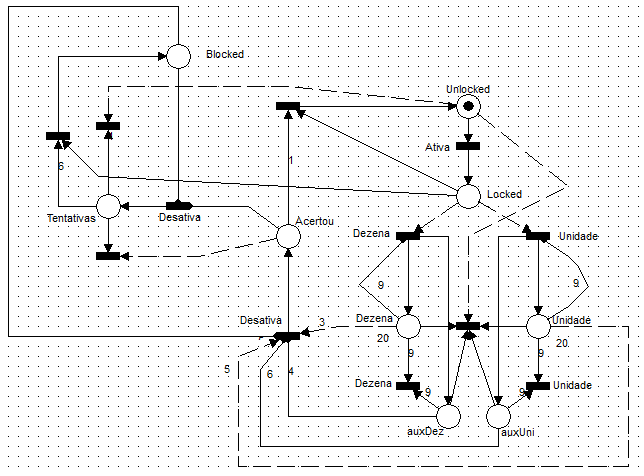 Blocked
Unlocked
6
1
Ativa
Locked
Tentativas
Desativa
Acertou
Dezena
Unidade
9
9
Desativa
3
Dezena
Unidade
20
20
9
9
5
6
4
Dezena
9
9
Unidade
auxDez
auxUni